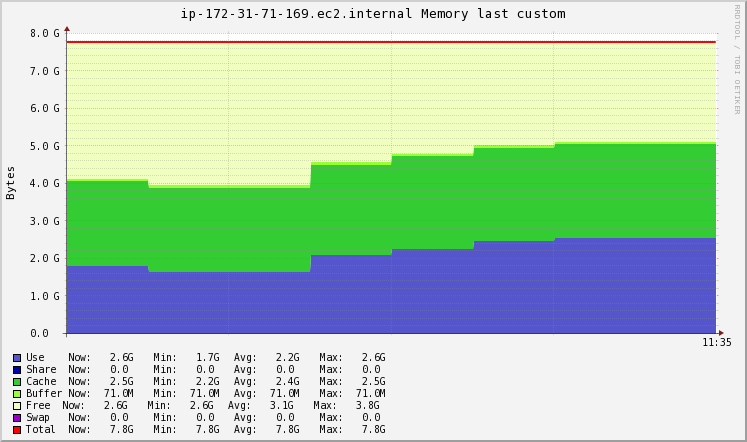 ip-172-31-71-169.ec2.internal Memory last custom
RRDTOOL / TOBI OETIKER
Bytes
8.0 G
7.0 G
6.0 G
5.0 G
4.0 G
3.0 G
2.0 G
1.0 G
0.0
11:35
Use Now: 2.6G Min: 1.7G Avg: 2.2G Max: 2.6G
Share Now: 0.0 Min: 0.0 Avg: 0.0 Max: 0.0
Cache Now: 2.5G Min: 2.2G Avg: 2.4G Max: 2.5G
Buffer Now: 71.0M Min: 71.0M Avg: 71.0M Max: 71.0M
Free Now: 2.6G Min: 2.6G Avg: 3.1G Max: 3.8G
Swap Now: 0.0 Min: 0.0 Avg: 0.0 Max: 0.0
Total Now: 7.8G Min: 7.8G Avg: 7.8G Max: 7.8G